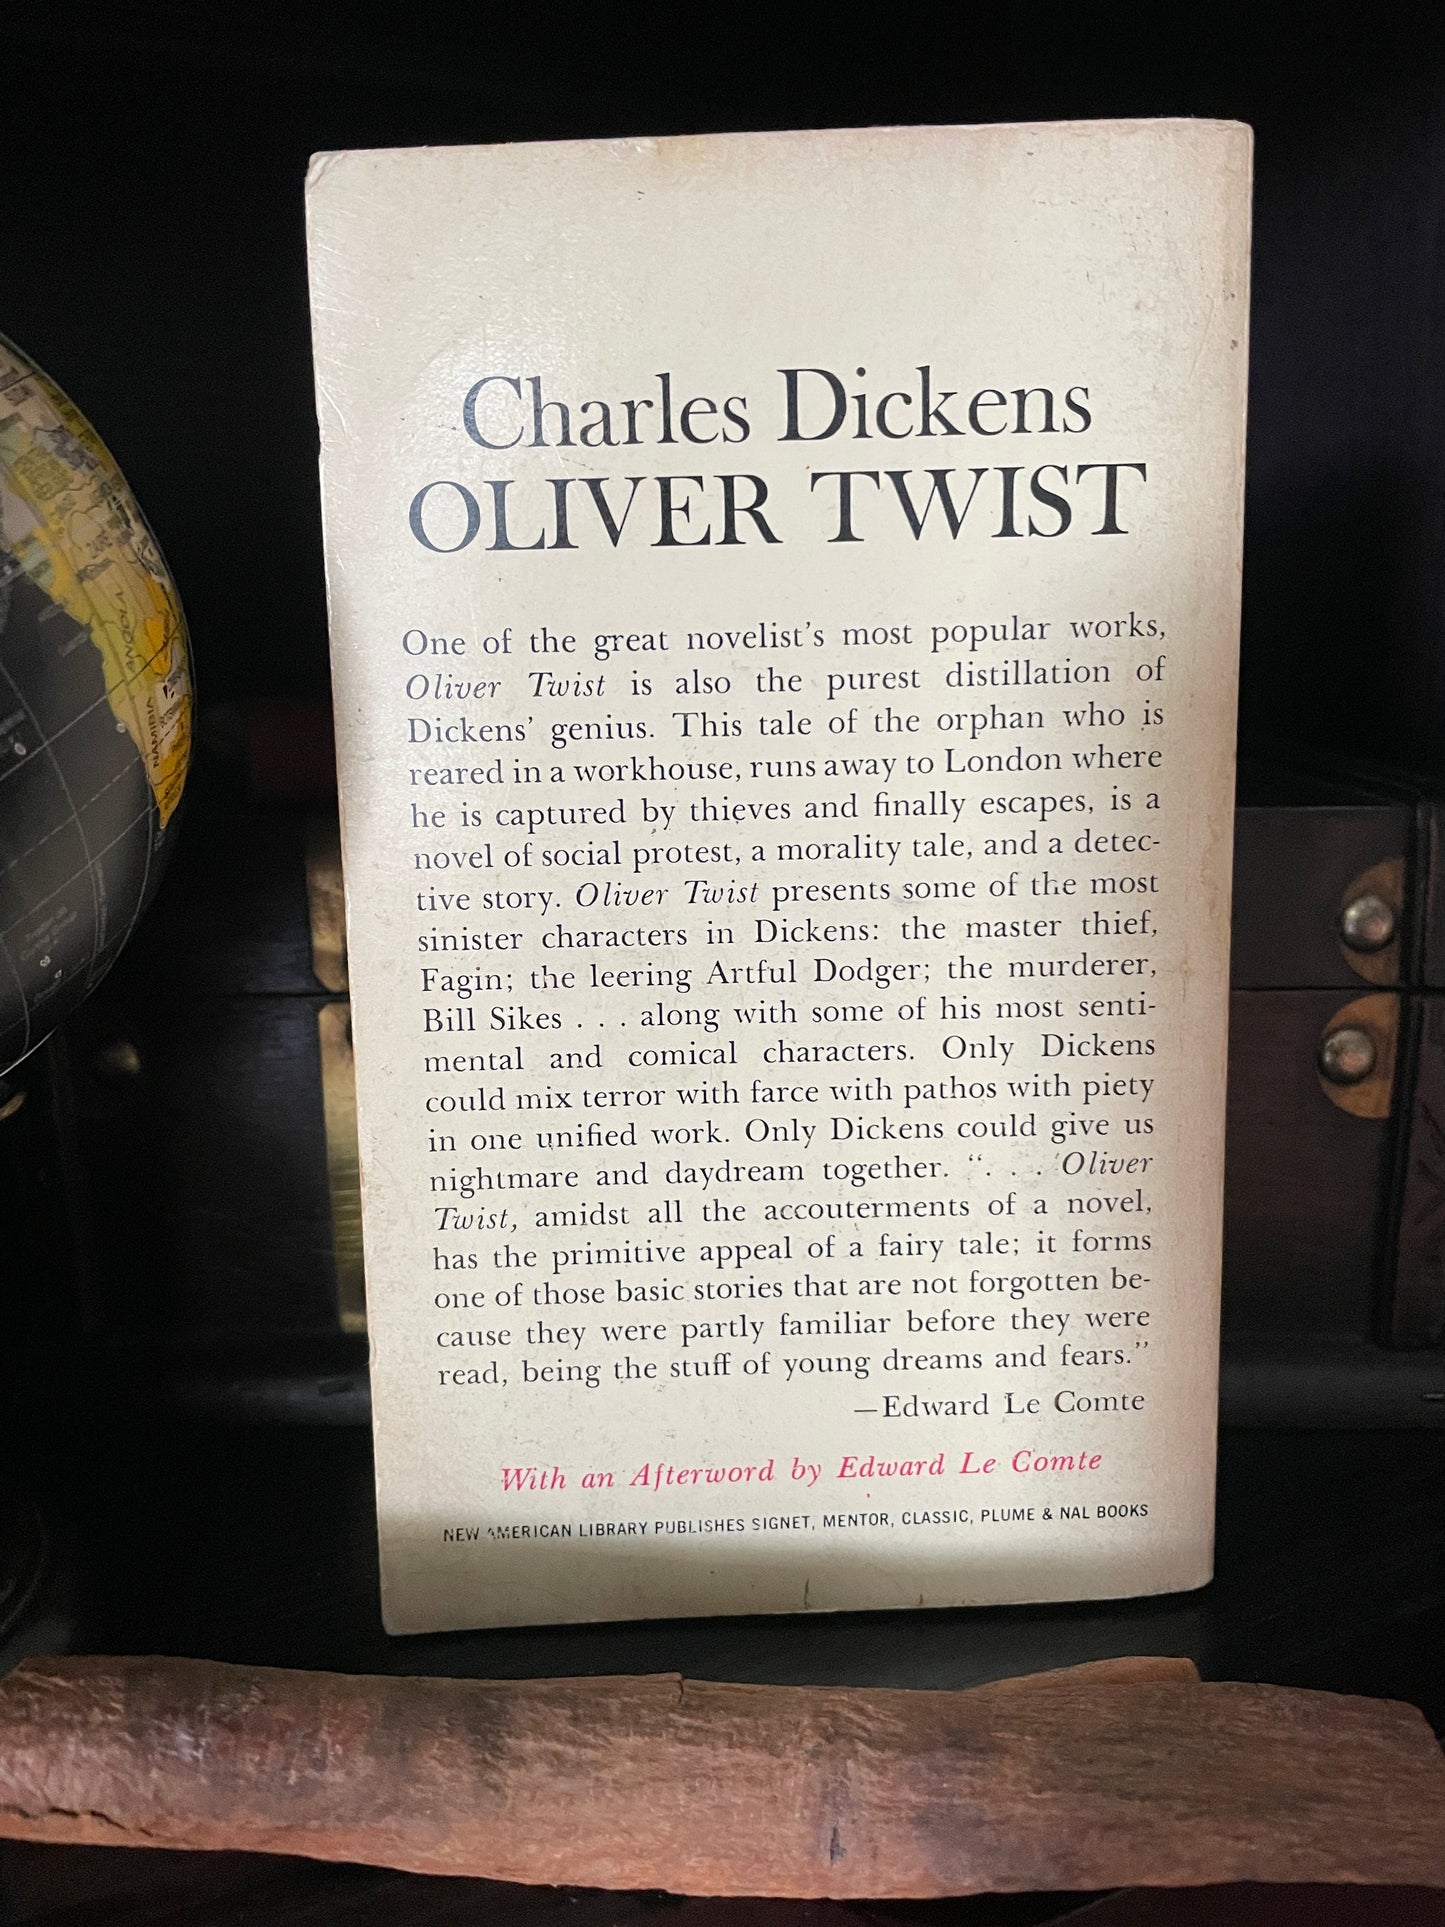 Charles Dickens
OLIVER TWIST
One of the great novelist's most popular works,
Oliver Twist is also the purest distillation of
Dickens' genius. This tale of the orphan who is
reared in a workhouse, runs away to London where
he is captured by thieves and finally escapes, is a
novel of social protest, a morality tale, and a detec-
tive story. Oliver Twist presents some of the most
sinister characters in Dickens: the master thief,
Fagin; the leering Artful Dodger; the murderer,
Bill Sikes . . . along with some of his most senti-
mental and comical characters. Only Dickens
could mix terror with farce with pathos with piety
in one unified work. Only Dickens could give us
nightmare and daydream together. “. . . Oliver
Twist, amidst all the accouterments of a novel,
has the primitive appeal of a fairy tale; it forms
one of those basic stories that are not forgotten be-
cause they were partly familiar before they were
read, being the stuff of young dreams and fears.”
—Edward Le Comte
With an Afterword by Edward Le Comte
NEW AMERICAN LIBRARY PUBLISHES SIGNET, MENTOR, CLASSIC, PLUME & NAL BOOKS
ANGOLA
NAMIBIA